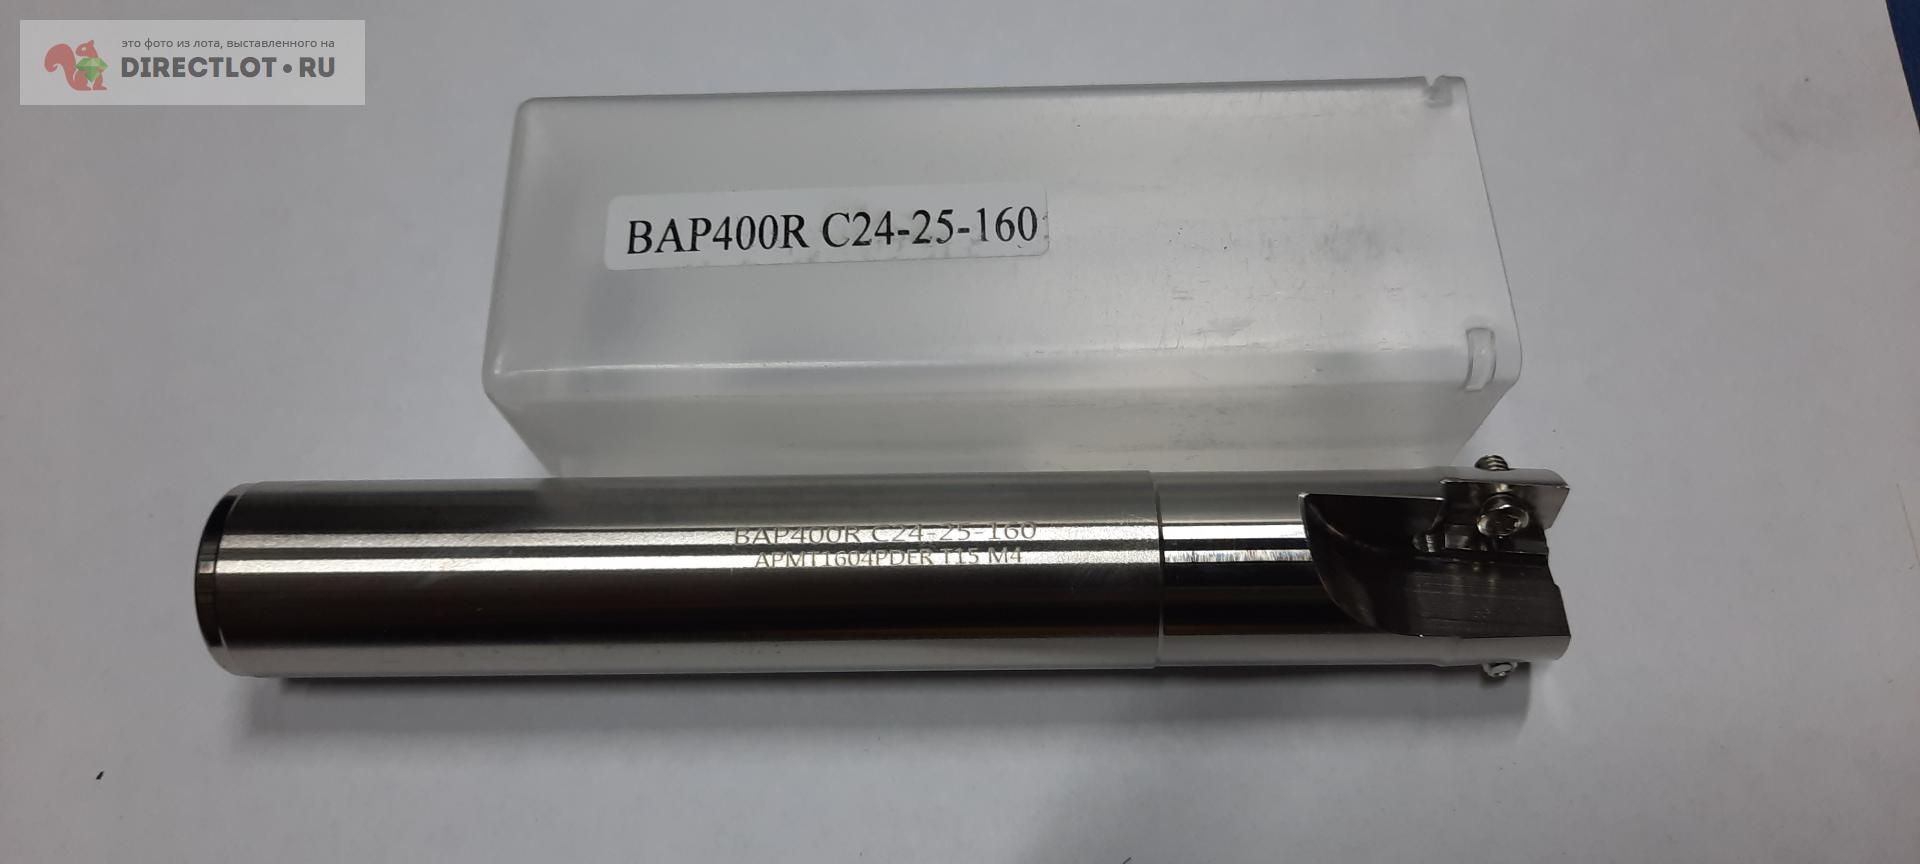 это фото из лота, выставленного на
DIRECTLOT•RU
BAP400R C24-25-160
BAP400R C24-25-160
APMT1604PDER T15 M4